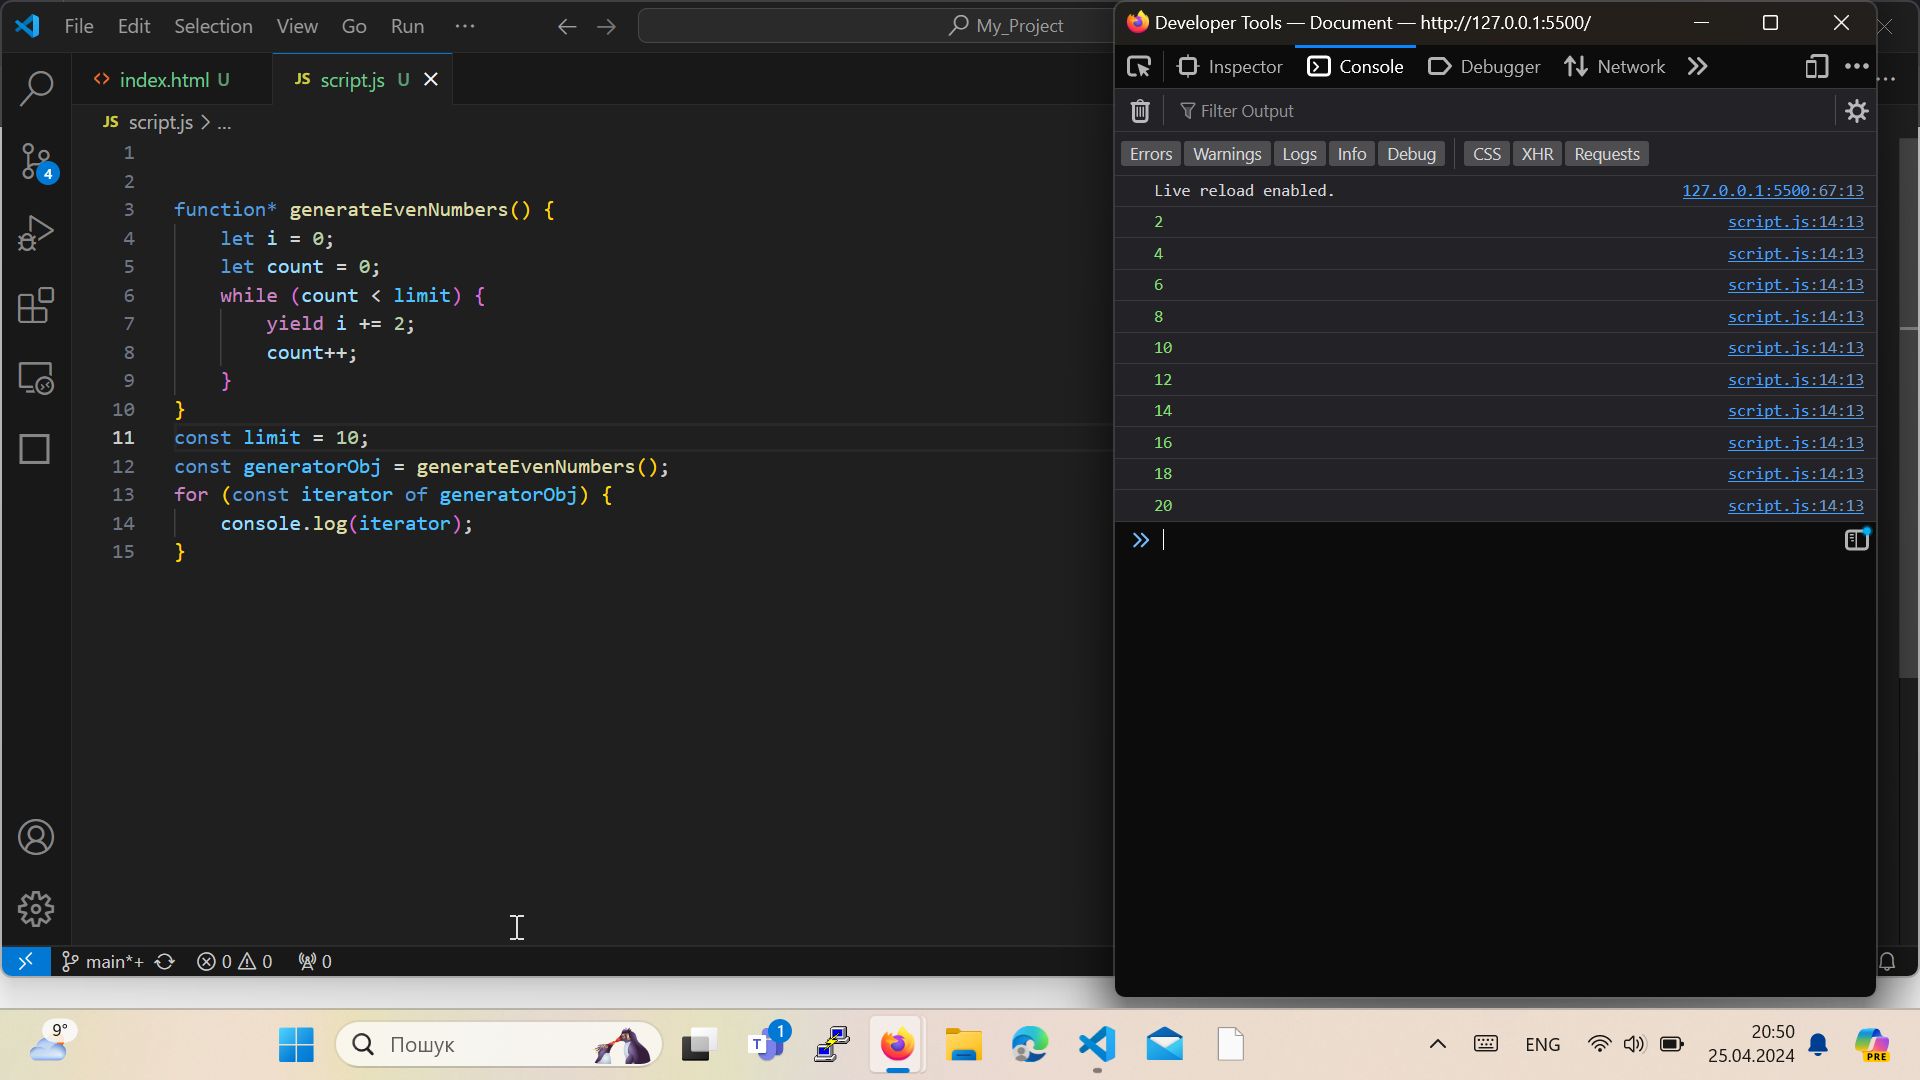 File Edit Selection View Go Run ···
My_Project
index.html U
JS script.js U
JS script.js > ...
4
1
2
3 function* generateEvenNumbers() {
4 let i = 0;
5 let count = 0;
6 while (count < limit) {
7 yield i += 2;
8 count++;
9 }
10 }
11 const limit = 10;
12 const generatorObj = generateEvenNumbers();
13 for (const iterator of generatorObj) {
14 console.log(iterator);
15 }
main*+ 0 0 0
Developer Tools — Document — http://127.0.0.1:5500/
Inspector Console Debugger Network
Filter Output
Errors Warnings Logs Info Debug CSS XHR Requests
Live reload enabled. 127.0.0.1:5500:67:13
2 script.js:14:13
4 script.js:14:13
6 script.js:14:13
8 script.js:14:13
10 script.js:14:13
12 script.js:14:13
14 script.js:14:13
16 script.js:14:13
18 script.js:14:13
20 script.js:14:13
9°
Пошук
T 1
ENG
20:50
25.04.2024
PRE